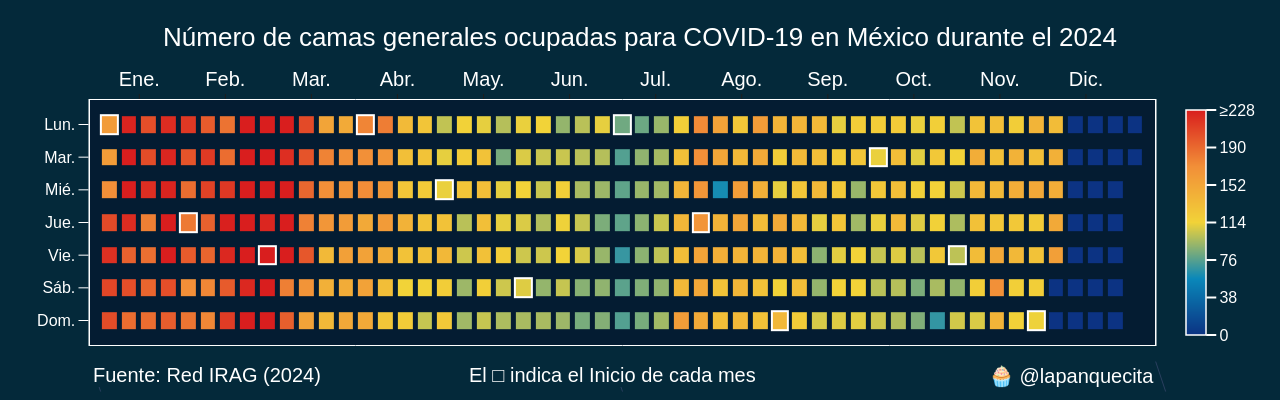 Número de camas generales ocupadas para COVID-19 en México durante el 2024
Ene. Feb. Mar. Abr. May. Jun. Jul. Ago. Sep. Oct. Nov. Dic.
Lun.
Mar.
Mié.
Jue.
Vie.
Sáb.
Dom.
≥228
190
152
114
76
38
0
Fuente: Red IRAG (2024)
El □ indica el Inicio de cada mes
🧁 @lapanquecita